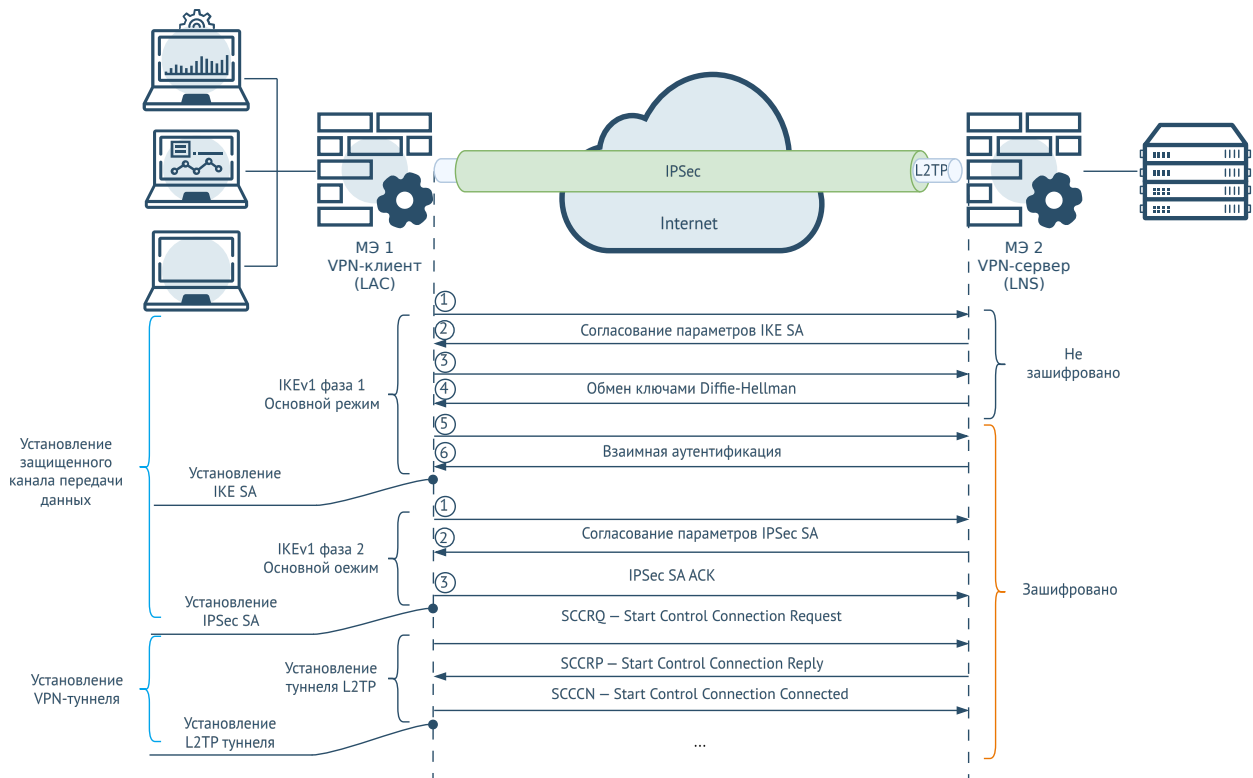 IPSec
L2TP
Internet
МЭ 1
VPN-клиент
(LAC)
МЭ 2
VPN-сервер
(LNS)
1
2
Согласование параметров IKE SA
3
4
Обмен ключами Diffie-Hellman
5
6
Взаимная аутентификация
IKEv1 фаза 1
Основной режим
Не
зашифровано
Установление
защищенного
канала передачи
данных
Установление
IKE SA
1
2
Согласование параметров IPSec SA
3
IPSec SA ACK
IKEv1 фаза 2
Основной оежим
Зашифровано
Установление
IPSec SA
SCCRQ — Start Control Connection Request
SCCRP — Start Control Connection Reply
SCCCN — Start Control Connection Connected
Установление
туннеля L2TP
Установление
VPN-туннеля
Установление
L2TP туннеля
...